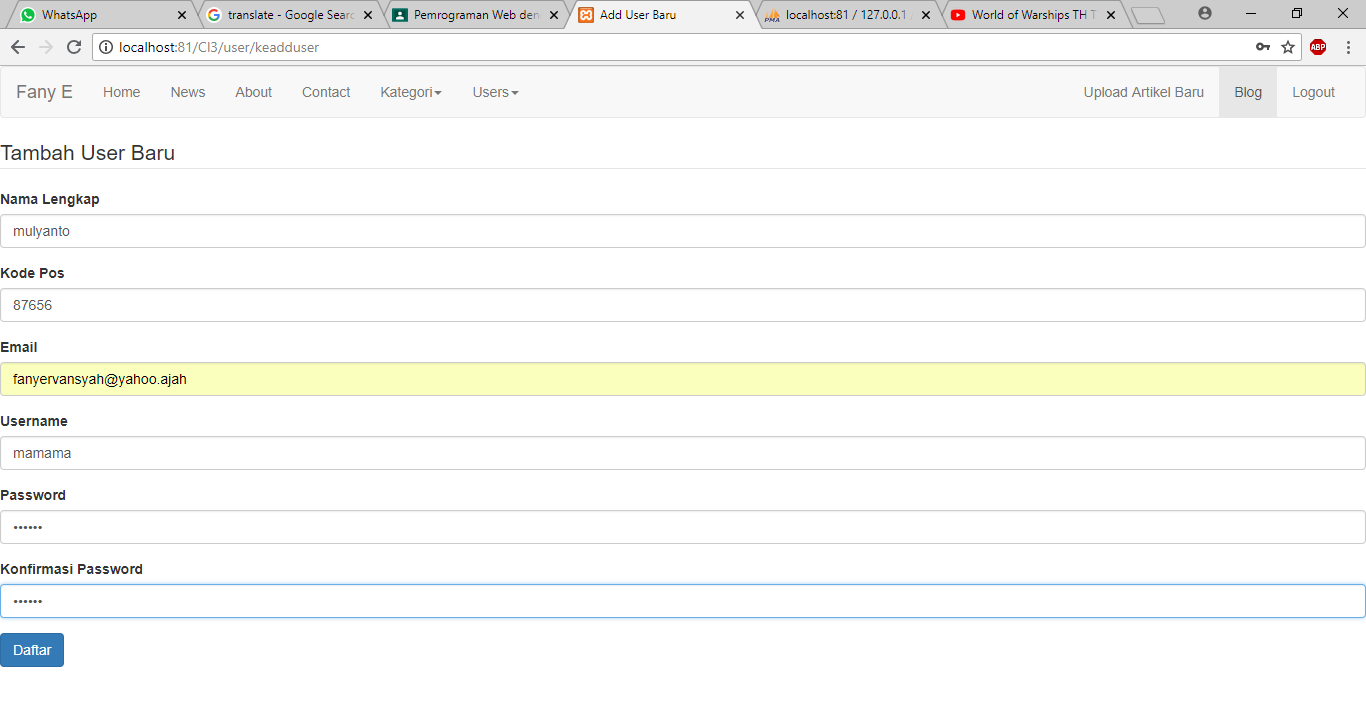 WhatsApp translate - Google Searc Pemrograman Web den Add User Baru localhost:81 / 127.0.0.1 World of Warships TH T
localhost:81/CI3/user/keadduser ABP
Fany E Home News About Contact Kategori Users Upload Artikel Baru Blog Logout
Tambah User Baru
Nama Lengkap
mulyanto
Kode Pos
87656
Email
fanyervansyah@yahoo.ajah
Username
mamama
Password
••••••
Konfirmasi Password
••••••
Daftar